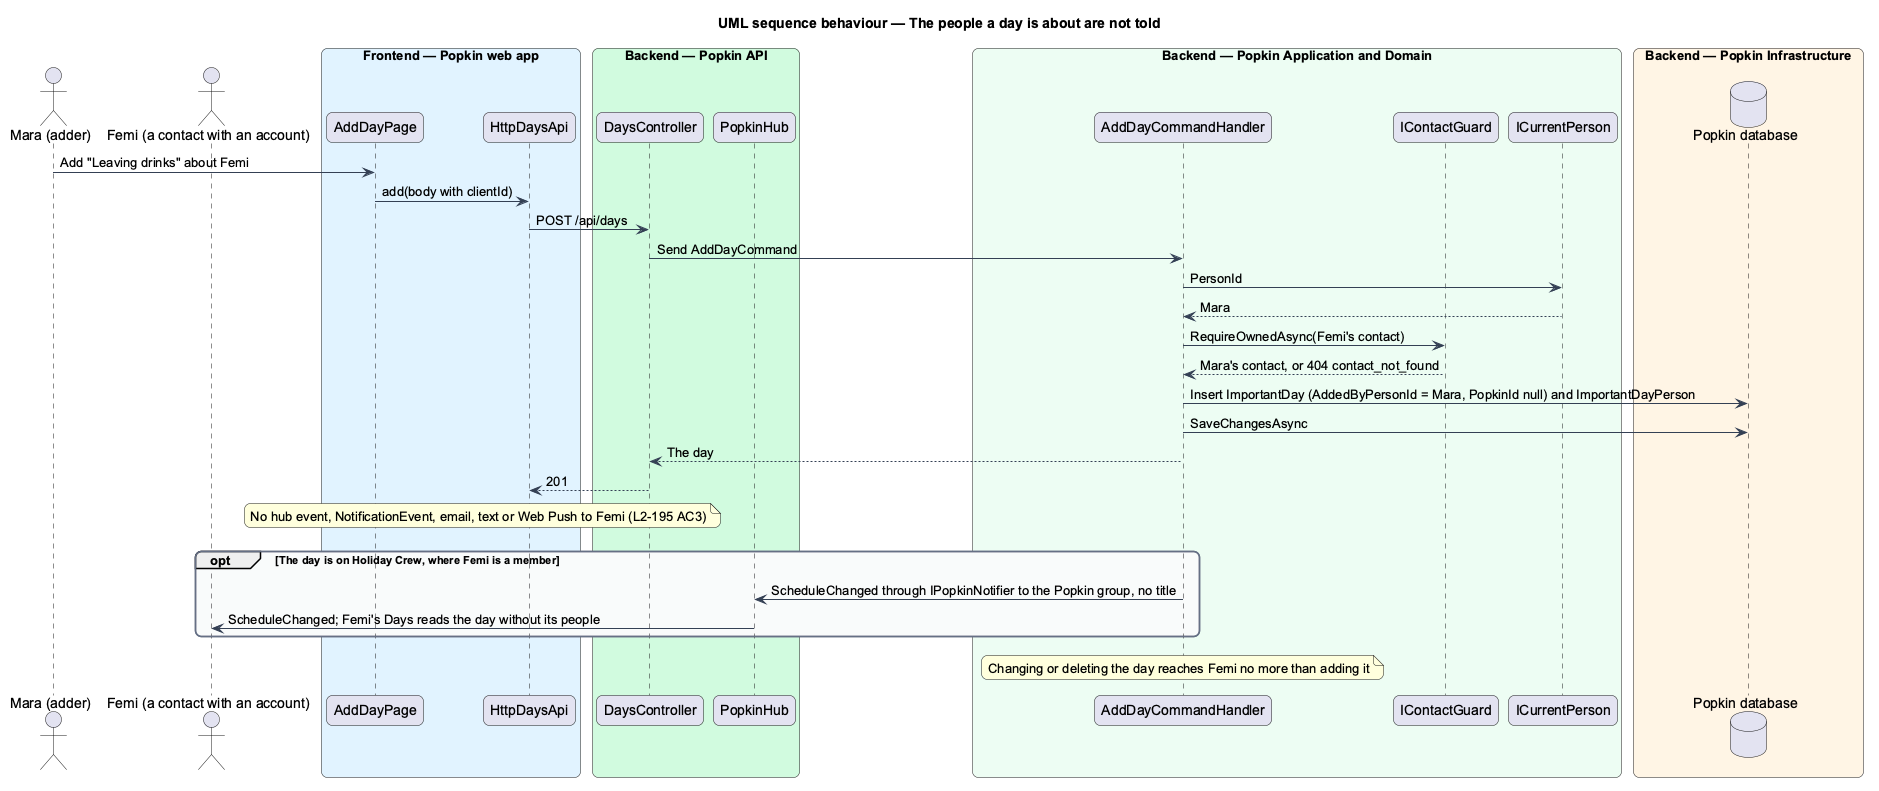 UML sequence behaviour — The people a day is about are not told
Frontend — Popkin web app
Backend — Popkin API
Backend — Popkin Application and Domain
Backend — Popkin Infrastructure
Mara (adder)
Femi (a contact with an account)
AddDayPage
HttpDaysApi
DaysController
PopkinHub
AddDayCommandHandler
IContactGuard
ICurrentPerson
Popkin database
Add "Leaving drinks" about Femi
add(body with clientId)
POST /api/days
Send AddDayCommand
PersonId
Mara
RequireOwnedAsync(Femi's contact)
Mara's contact, or 404 contact_not_found
Insert ImportantDay (AddedByPersonId = Mara, PopkinId null) and ImportantDayPerson
SaveChangesAsync
The day
201
No hub event, NotificationEvent, email, text or Web Push to Femi (L2-195 AC3)
opt
[The day is on Holiday Crew, where Femi is a member]
ScheduleChanged through IPopkinNotifier to the Popkin group, no title
ScheduleChanged; Femi's Days reads the day without its people
Changing or deleting the day reaches Femi no more than adding it
Mara (adder)
Femi (a contact with an account)
AddDayPage
HttpDaysApi
DaysController
PopkinHub
AddDayCommandHandler
IContactGuard
ICurrentPerson
Popkin database